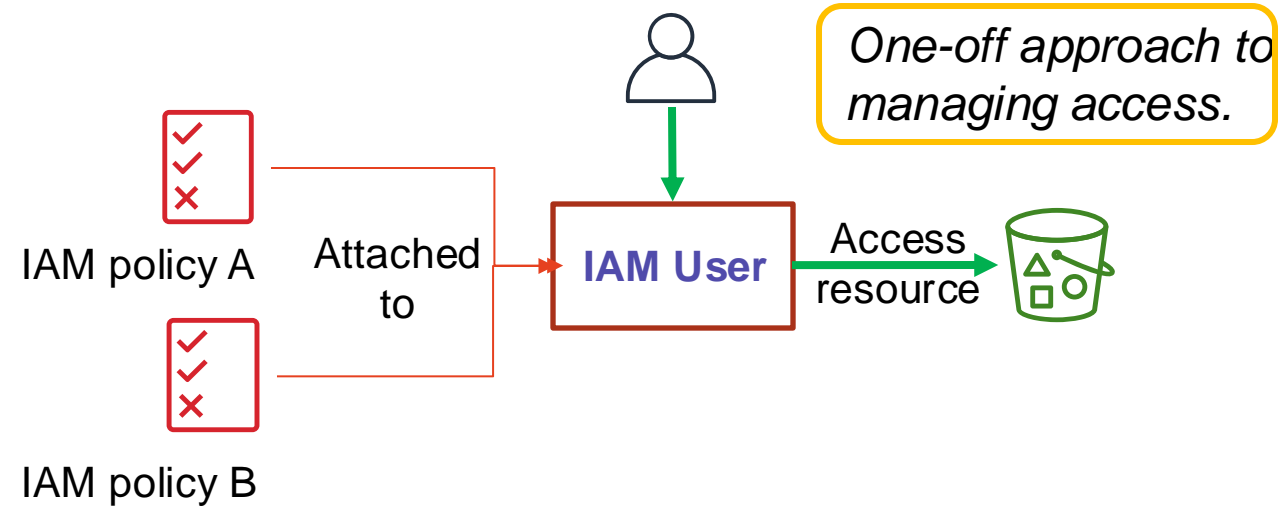 One-off approach to
managing access.
IAM policy A
Attached
to
IAM User
Access
resource
IAM policy B